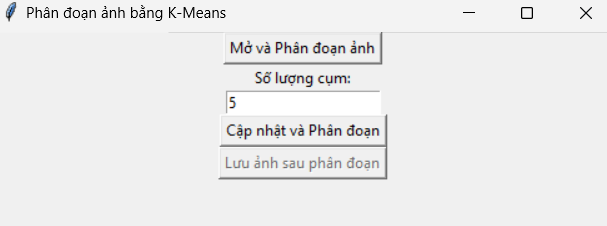 Phân đoạn ảnh bằng K-Means
Mở và Phân đoạn ảnh
Số lượng cụm:
5
Cập nhật và Phân đoạn
Lưu ảnh sau phân đoạn